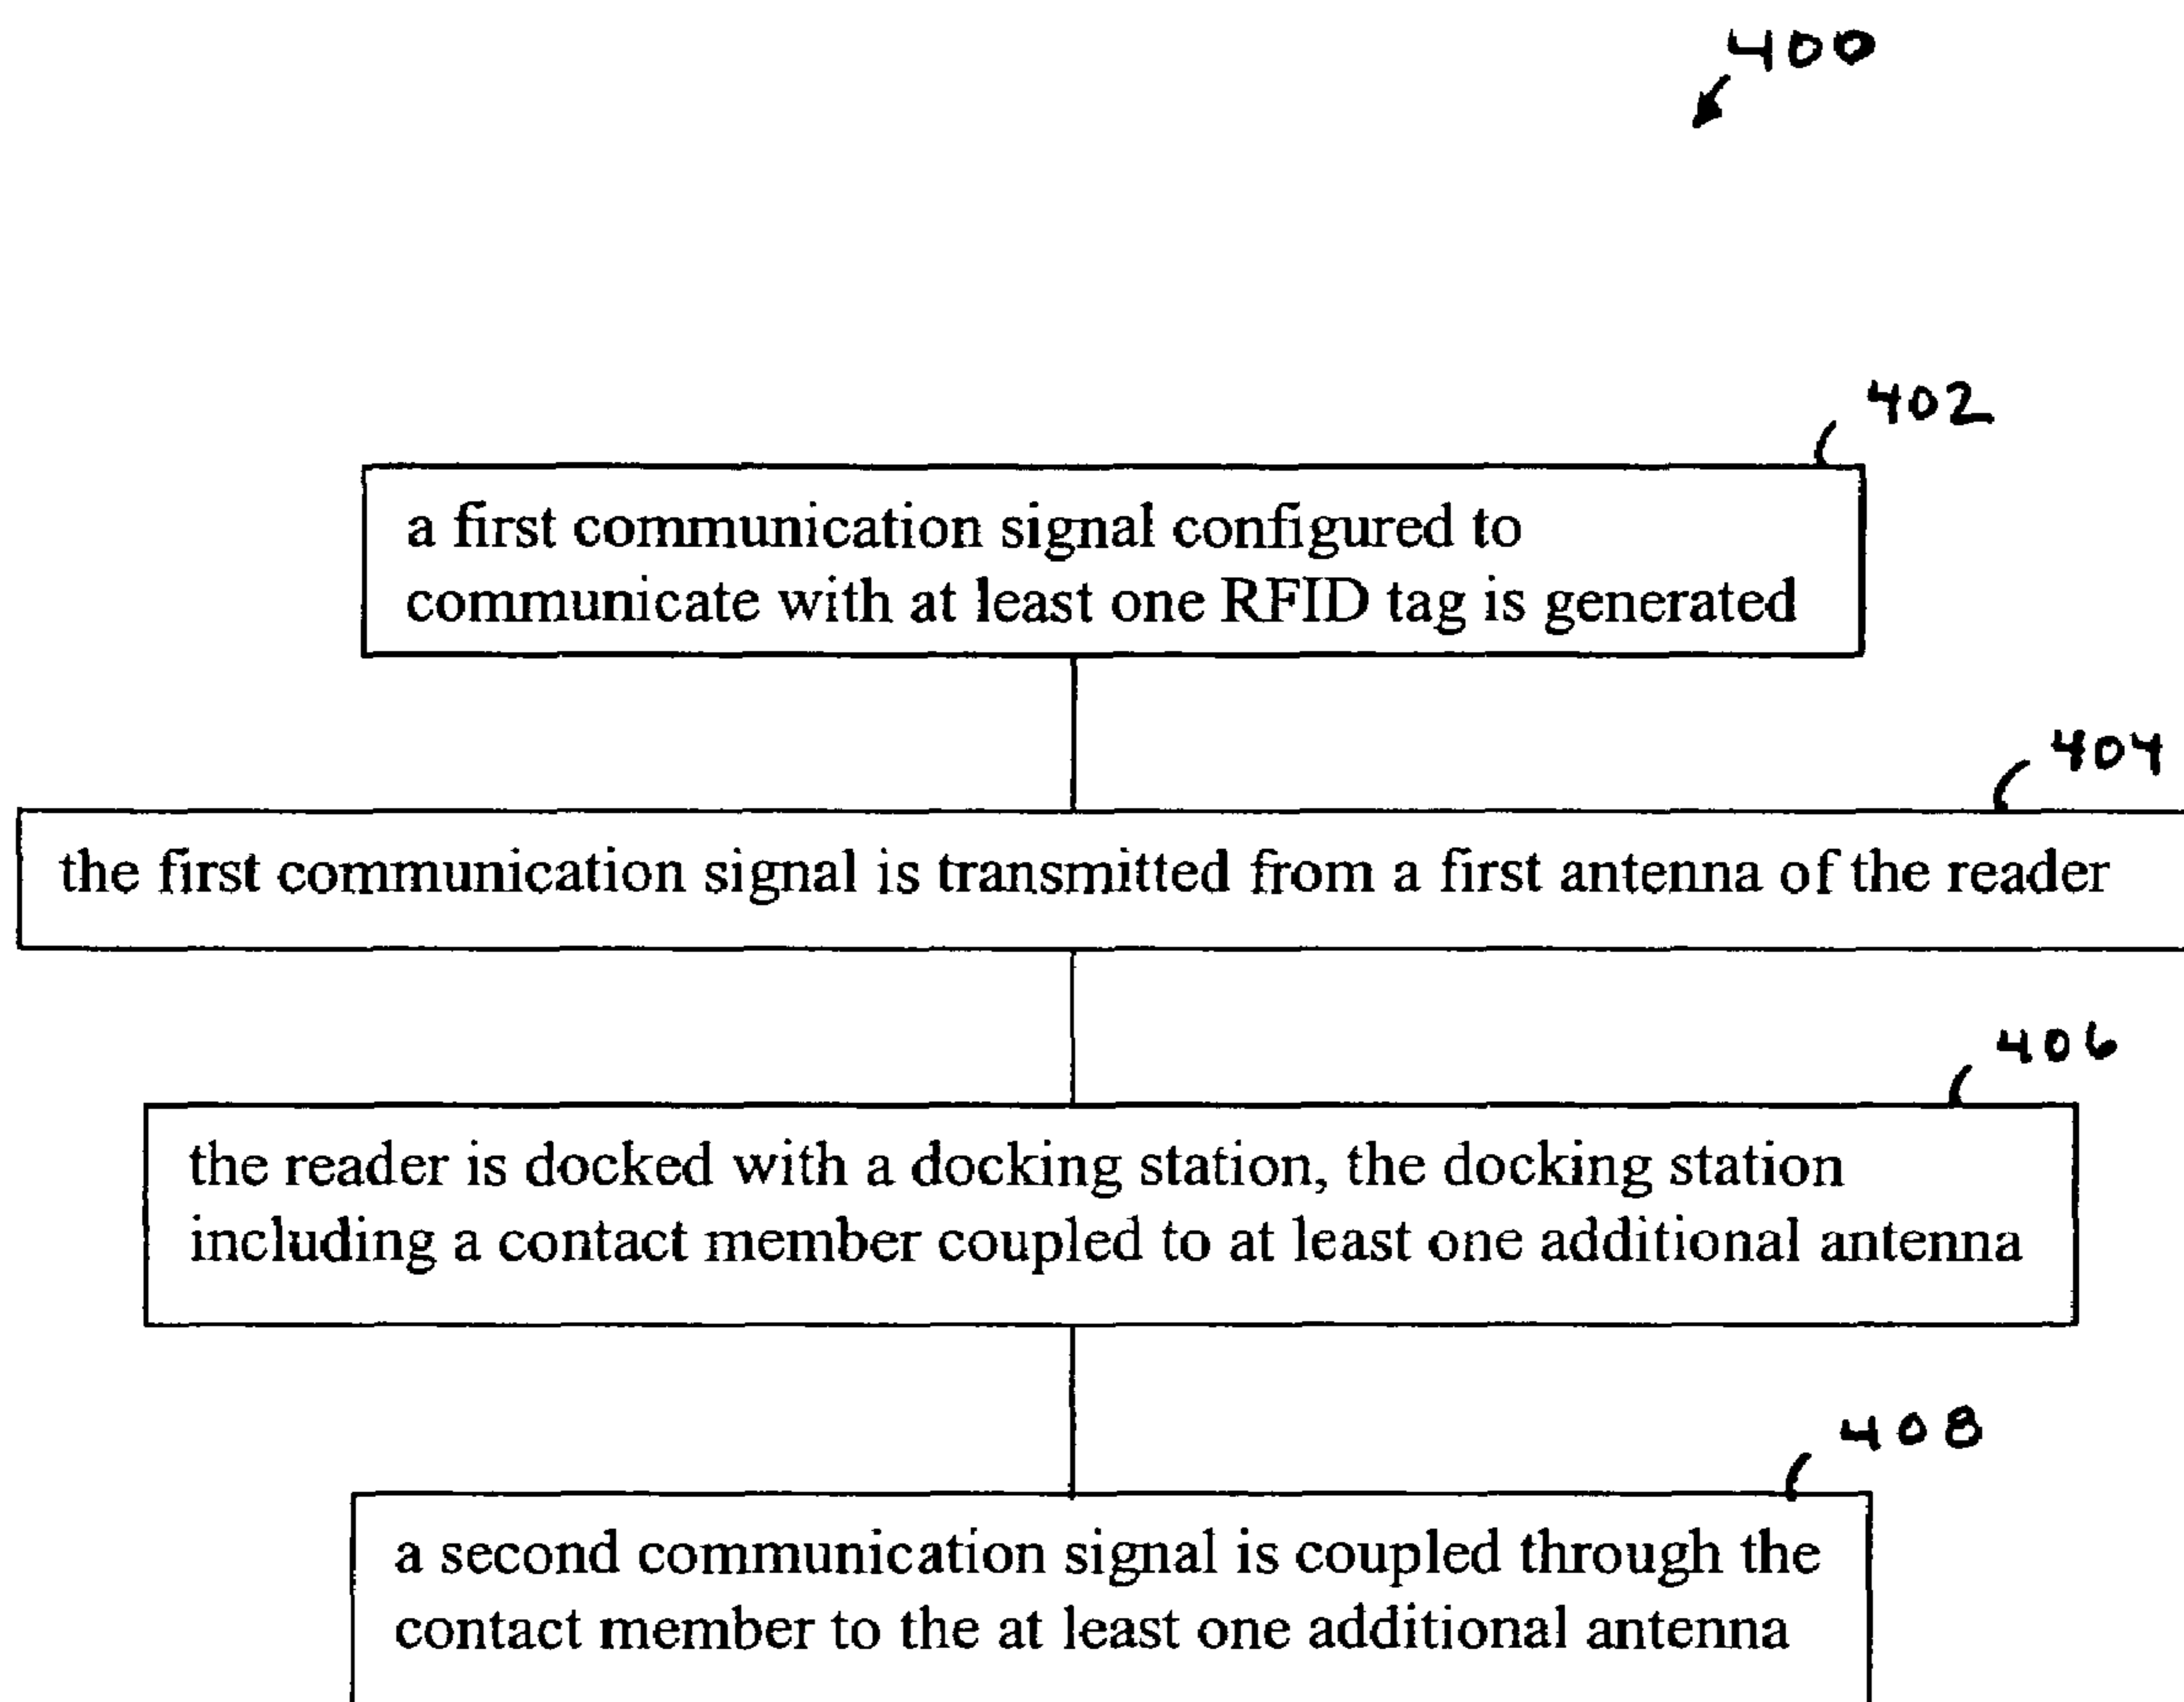 400
402
a first communication signal configured to
communicate with at least one RFID tag is generated
404
the first communication signal is transmitted from a first antenna of the reader
406
the reader is docked with a docking station, the docking station
including a contact member coupled to at least one additional antenna
408
a second communication signal is coupled through the
contact member to the at least one additional antenna